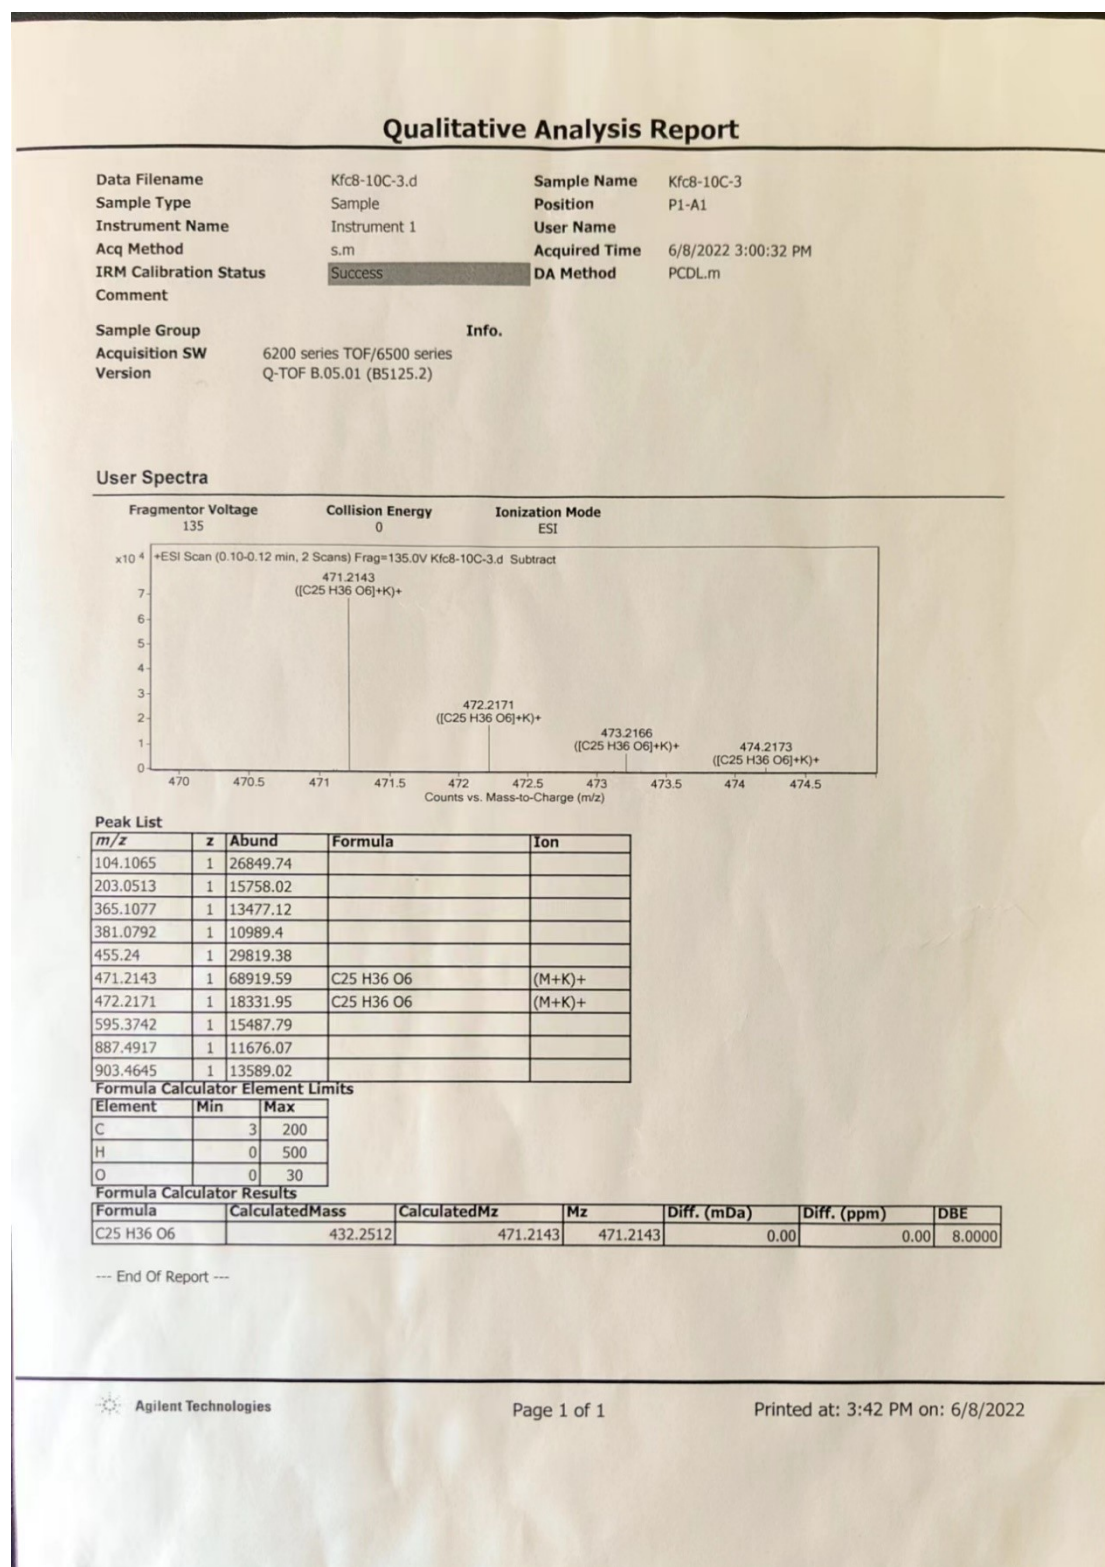 Qualitative Analysis Report
Data Filename Kfc8-10C-3.d Sample Name Kfc8-10C-3
Sample Type Sample Position P1-A1
Instrument Name Instrument 1 User Name
Acq Method s.m Acquired Time 6/8/2022 3:00:32 PM
IRM Calibration Status Success DA Method PCDL.m
Comment
Sample Group Info.
Acquisition SW 6200 series TOF/6500 series
Version Q-TOF B.05.01 (B5125.2)
User Spectra
Fragmentor Voltage Collision Energy Ionization Mode
135 0 ESI
x10 4 +ESI Scan (0.10-0.12 min, 2 Scans) Frag=135.0V Kfc8-10C-3.d Subtract
471.2143
([C25 H36 O6]+K)+
7
6
5
4
3
472.2171
2 ([C25 H36 O6]+K)+
473.2166
1 ([C25 H36 O6]+K)+ 474.2173
([C25 H36 O6]+K)+
0
470 470.5 471 471.5 472 472.5 473 473.5 474 474.5
Counts vs. Mass-to-Charge (m/z)
Peak List
m/z z Abund Formula Ion
104.1065 1 26849.74
203.0513 1 15758.02
365.1077 1 13477.12
381.0792 1 10989.4
455.24 1 29819.38
471.2143 1 68919.59 C25 H36 O6 (M+K)+
472.2171 1 18331.95 C25 H36 O6 (M+K)+
595.3742 1 15487.79
887.4917 1 11676.07
903.4645 1 13589.02
Formula Calculator Element Limits
Element Min Max
C 3 200
H 0 500
O 0 30
Formula Calculator Results
Formula CalculatedMass CalculatedMz Mz Diff. (mDa) Diff. (ppm) DBE
C25 H36 O6 432.2512 471.2143 471.2143 0.00 0.00 8.0000
--- End Of Report ---
Agilent Technologies Page 1 of 1 Printed at: 3:42 PM on: 6/8/2022